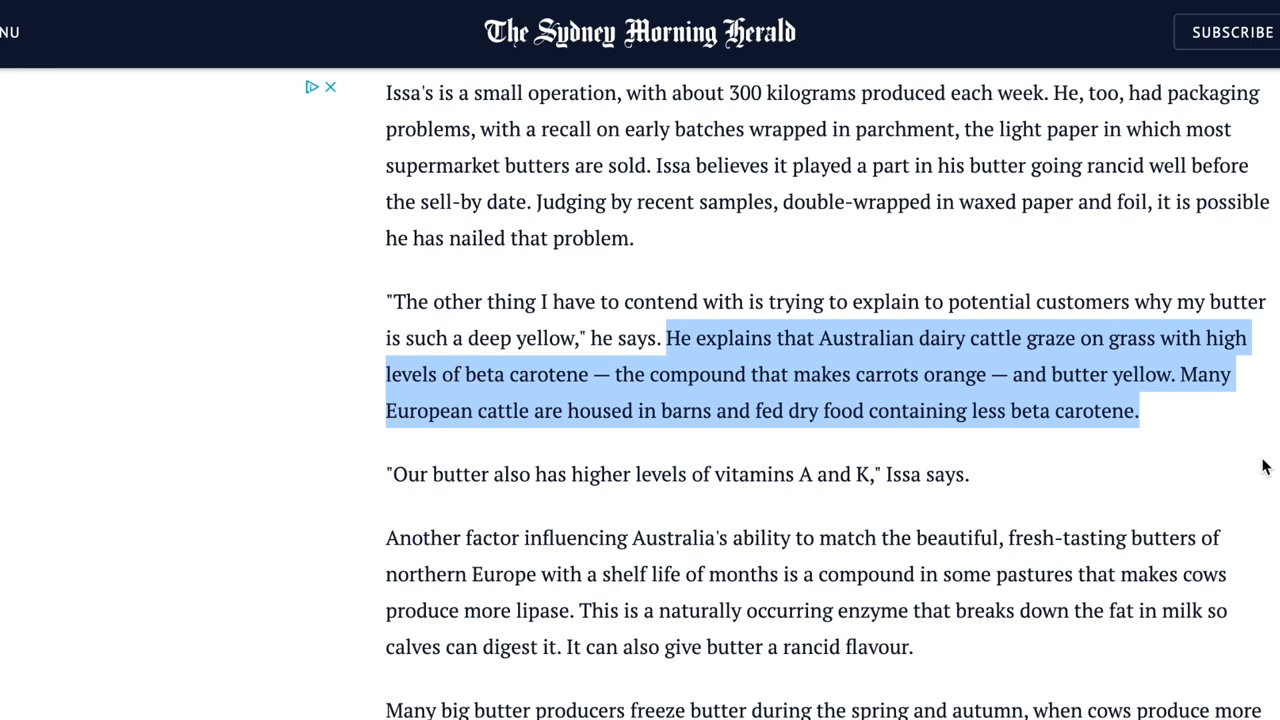 NU
The Sydney Morning Herald
SUBSCRIBE
Issa's is a small operation, with about 300 kilograms produced each week. He, too, had packaging
problems, with a recall on early batches wrapped in parchment, the light paper in which most
supermarket butters are sold. Issa believes it played a part in his butter going rancid well before
the sell-by date. Judging by recent samples, double-wrapped in waxed paper and foil, it is possible
he has nailed that problem.
"The other thing I have to contend with is trying to explain to potential customers why my butter
is such a deep yellow," he says. He explains that Australian dairy cattle graze on grass with high
levels of beta carotene — the compound that makes carrots orange — and butter yellow. Many
European cattle are housed in barns and fed dry food containing less beta carotene.
"Our butter also has higher levels of vitamins A and K," Issa says.
Another factor influencing Australia's ability to match the beautiful, fresh-tasting butters of
northern Europe with a shelf life of months is a compound in some pastures that makes cows
produce more lipase. This is a naturally occurring enzyme that breaks down the fat in milk so
calves can digest it. It can also give butter a rancid flavour.
Many big butter producers freeze butter during the spring and autumn, when cows produce more